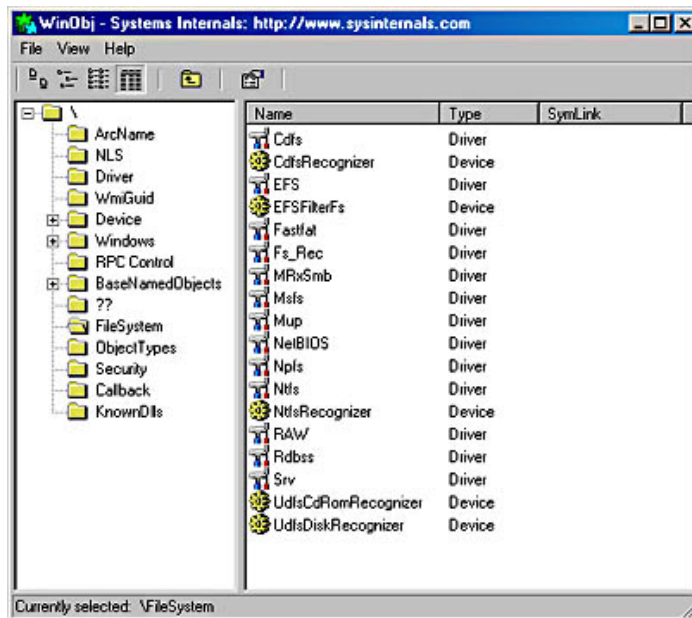 WinObj - Systems Internals: http://www.sysinternals.com
File View Help
\
ArcName
NLS
Driver
WmiGuid
Device
Windows
RPC Control
BaseNamedObjects
??
FileSystem
ObjectTypes
Security
Callback
KnownDlls
Name Type SymLink
Cdfs Driver
CdfsRecognizer Device
EFS Driver
EFSFilterFs Device
Fastfat Driver
Fs_Rec Driver
MRxSmb Driver
Msfs Driver
Mup Driver
NetBIOS Driver
Npfs Driver
Ntfs Driver
NtfsRecognizer Device
RAW Driver
Rdbss Driver
Srv Driver
UdfsCdRomRecognizer Device
UdfsDiskRecognizer Device
Currently selected: \FileSystem